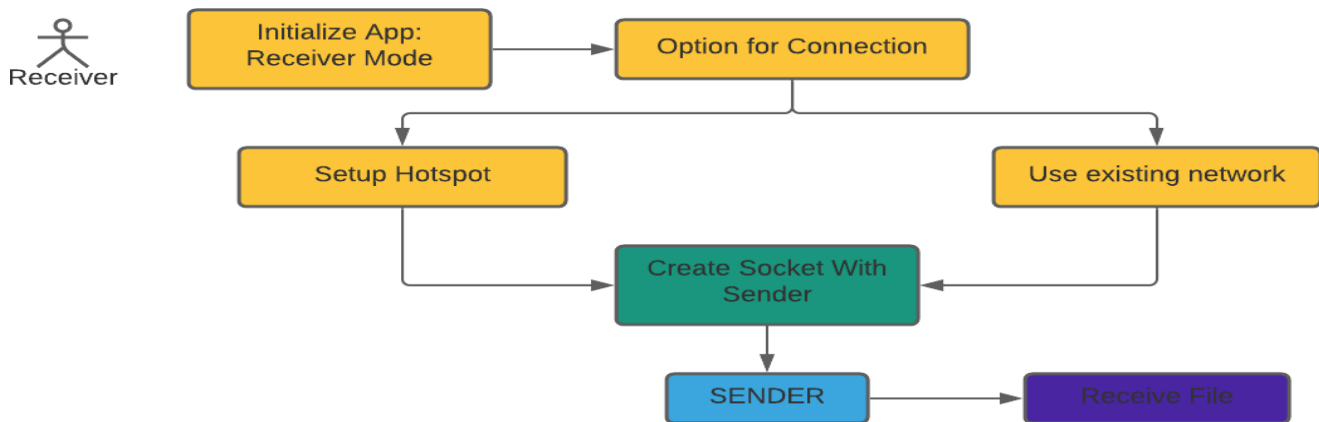 Receiver
Initialize App:
Receiver Mode
Option for Connection
Setup Hotspot
Use existing network
Create Socket With
Sender
SENDER
Receive File